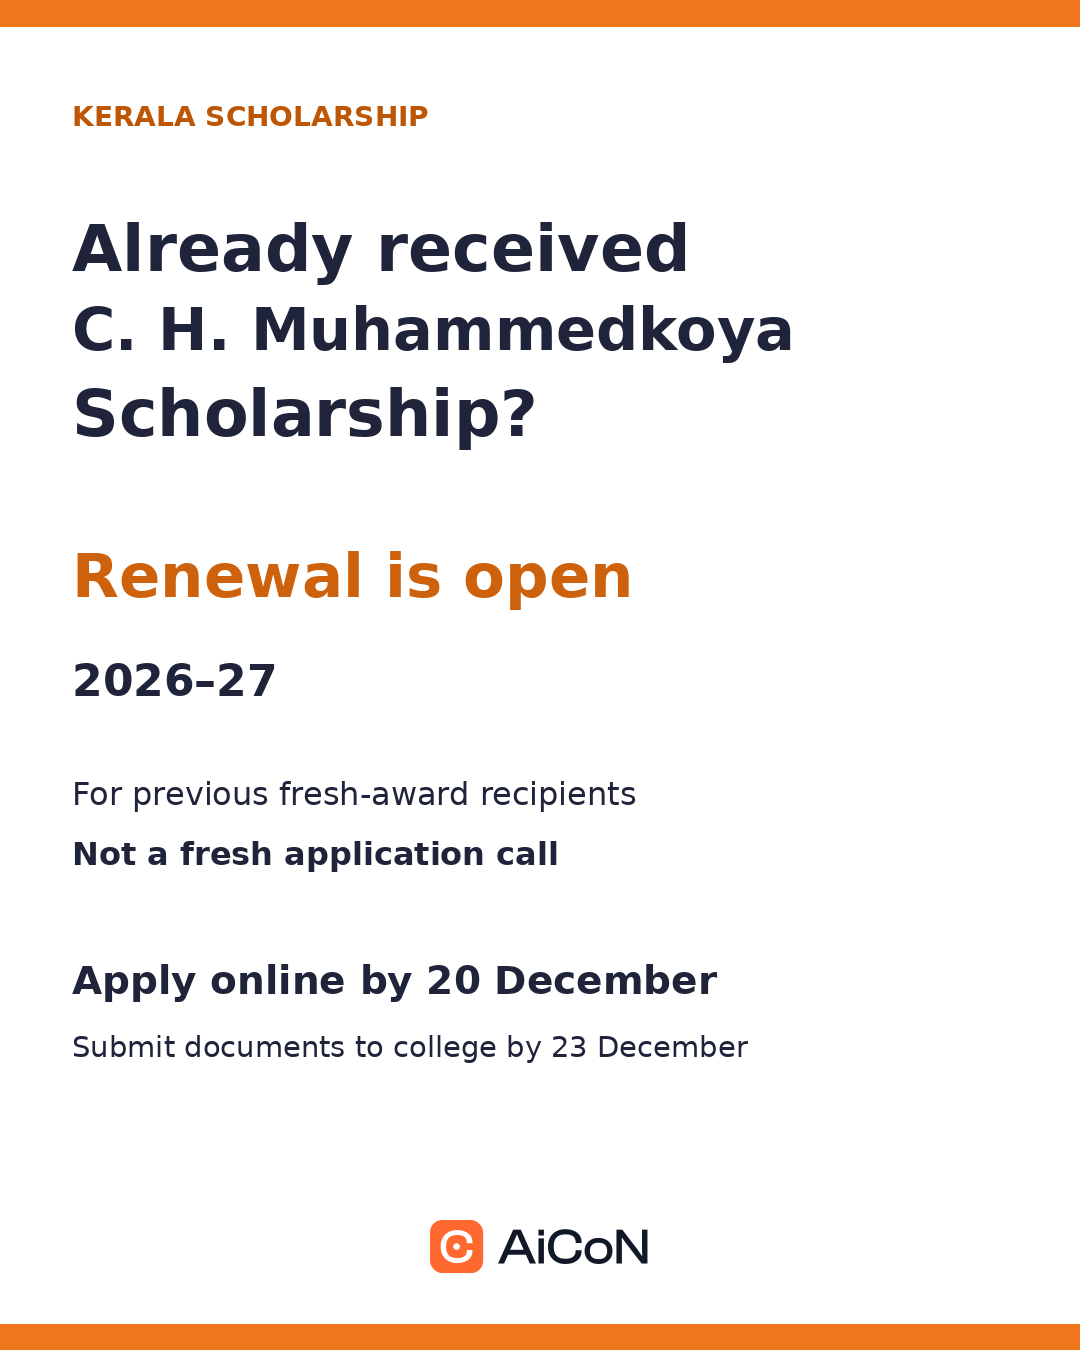 KERALA SCHOLARSHIP
Already received
C. H. Muhammedkoya
Scholarship?
Renewal is open
2026–27
For previous fresh-award recipients
Not a fresh application call
Apply online by 20 December
Submit documents to college by 23 December
AiCoN